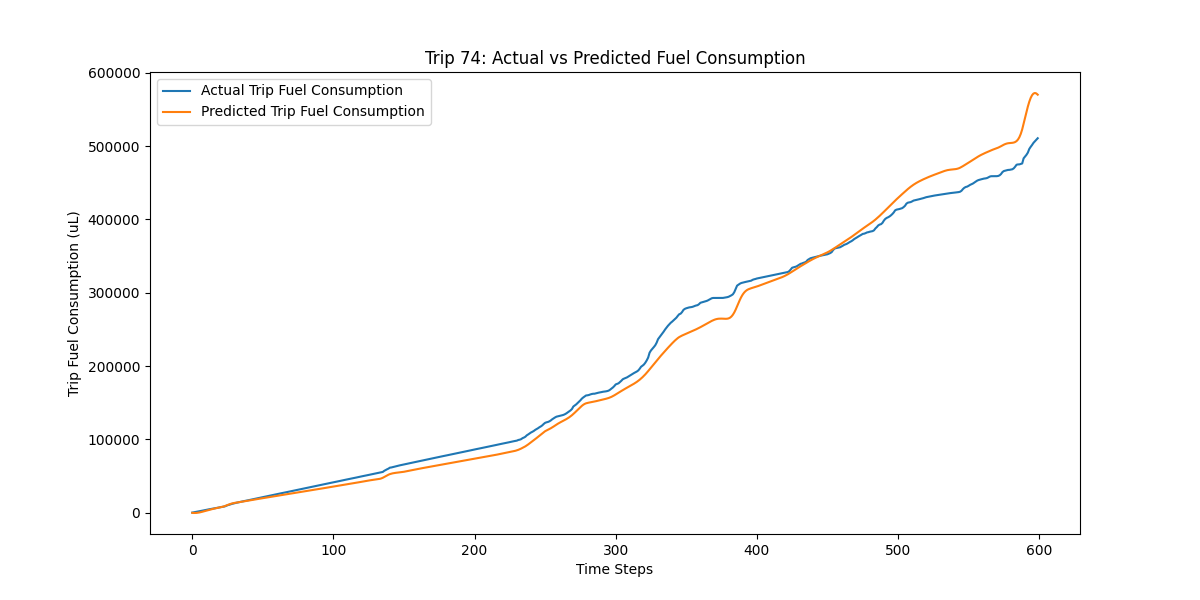 Trip 74: Actual vs Predicted Fuel Consumption
Actual Trip Fuel Consumption
Predicted Trip Fuel Consumption
Trip Fuel Consumption (uL)
600000
500000
400000
300000
200000
100000
0
0 100 200 300 400 500 600
Time Steps